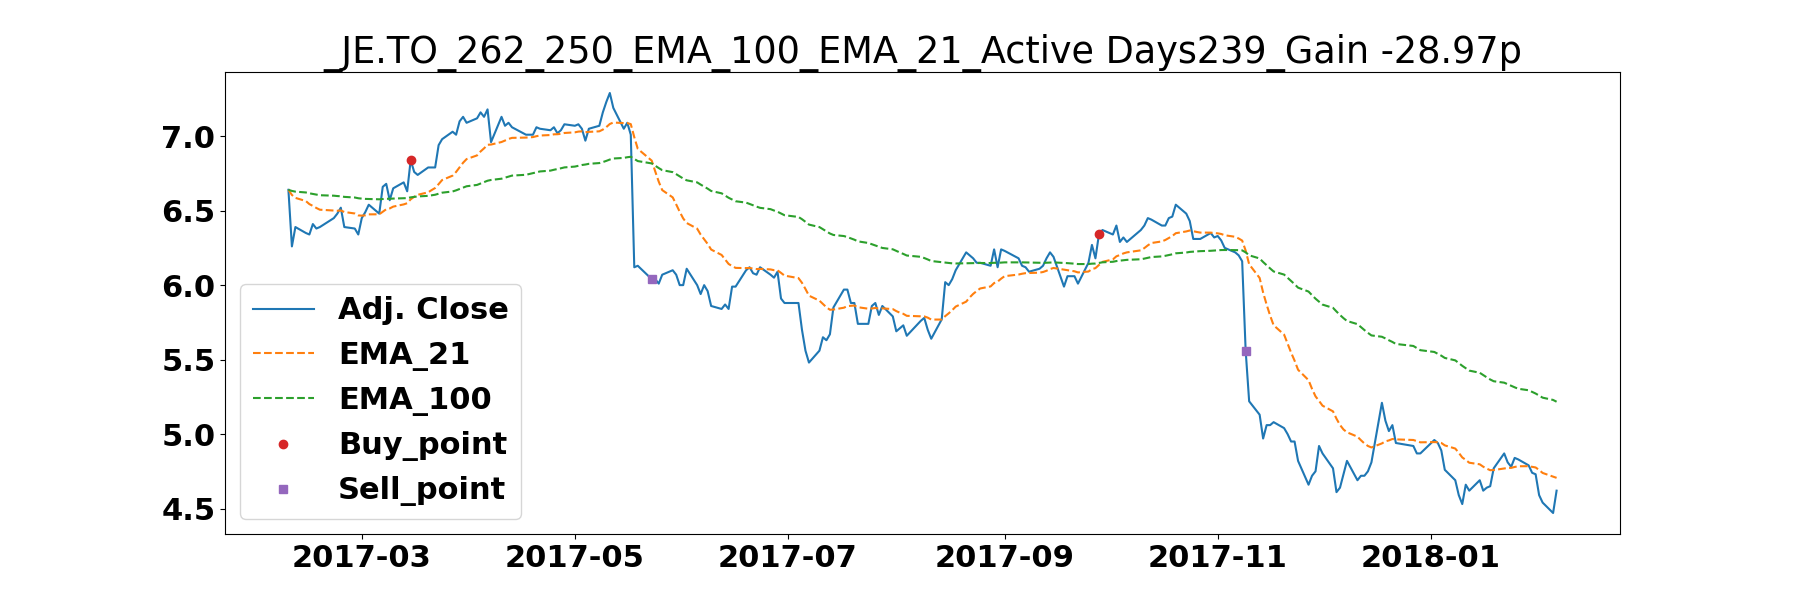 _JE.TO_262_250_EMA_100_EMA_21_Active Days239_Gain -28.97p
7.0
6.5
6.0
5.5
5.0
4.5
Adj. Close
EMA_21
EMA_100
Buy_point
Sell_point
2017-03 2017-05 2017-07 2017-09 2017-11 2018-01